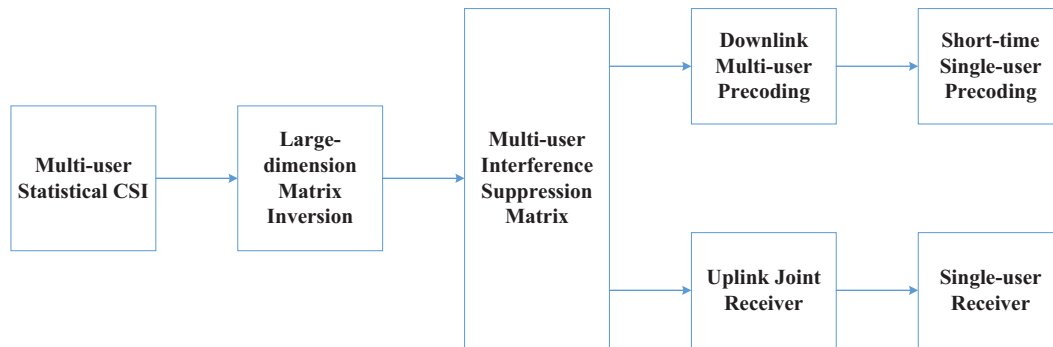 Multi-user
Statistical CSI
Large-
dimension
Matrix
Inversion
Multi-user
Interference
Suppression
Matrix
Downlink
Multi-user
Precoding
Short-time
Single-user
Precoding
Uplink Joint
Receiver
Single-user
Receiver